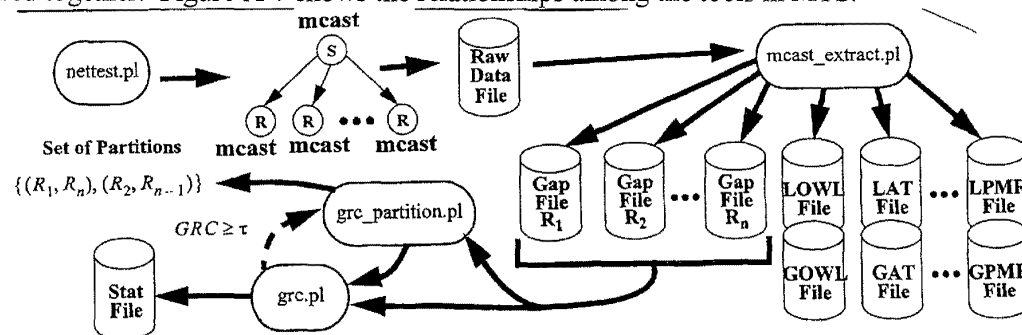 mcast
nettest.pl
S
Raw
Data
File
mcast_extract.pl
R R ••• R
mcast mcast mcast
Set of Partitions
{(R₁, Rₙ), (R₂, Rₙ₋₁)}
Gap
File
R₁
Gap
File
R₂
•••
Gap
File
Rₙ
LOWL
File
LAT
File
•••
LPMR
File
GOWL
File
GAT
File
•••
GPMR
File
grc_partition.pl
GRC ≥ τ
Stat
File
grc.pl